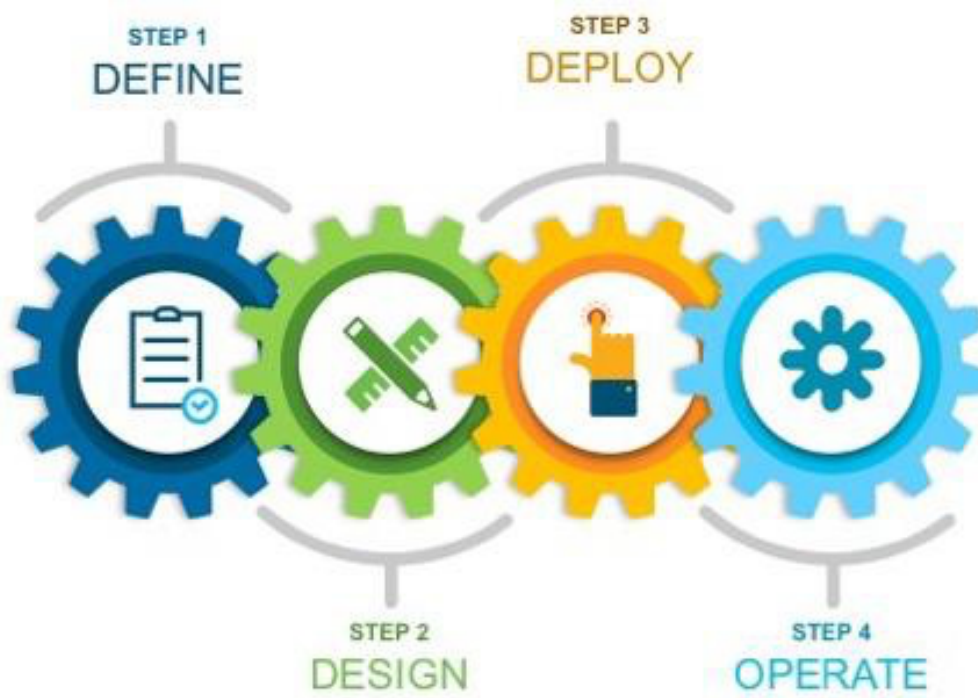 STEP 1
DEFINE
STEP 2
DESIGN
STEP 3
DEPLOY
STEP 4
OPERATE